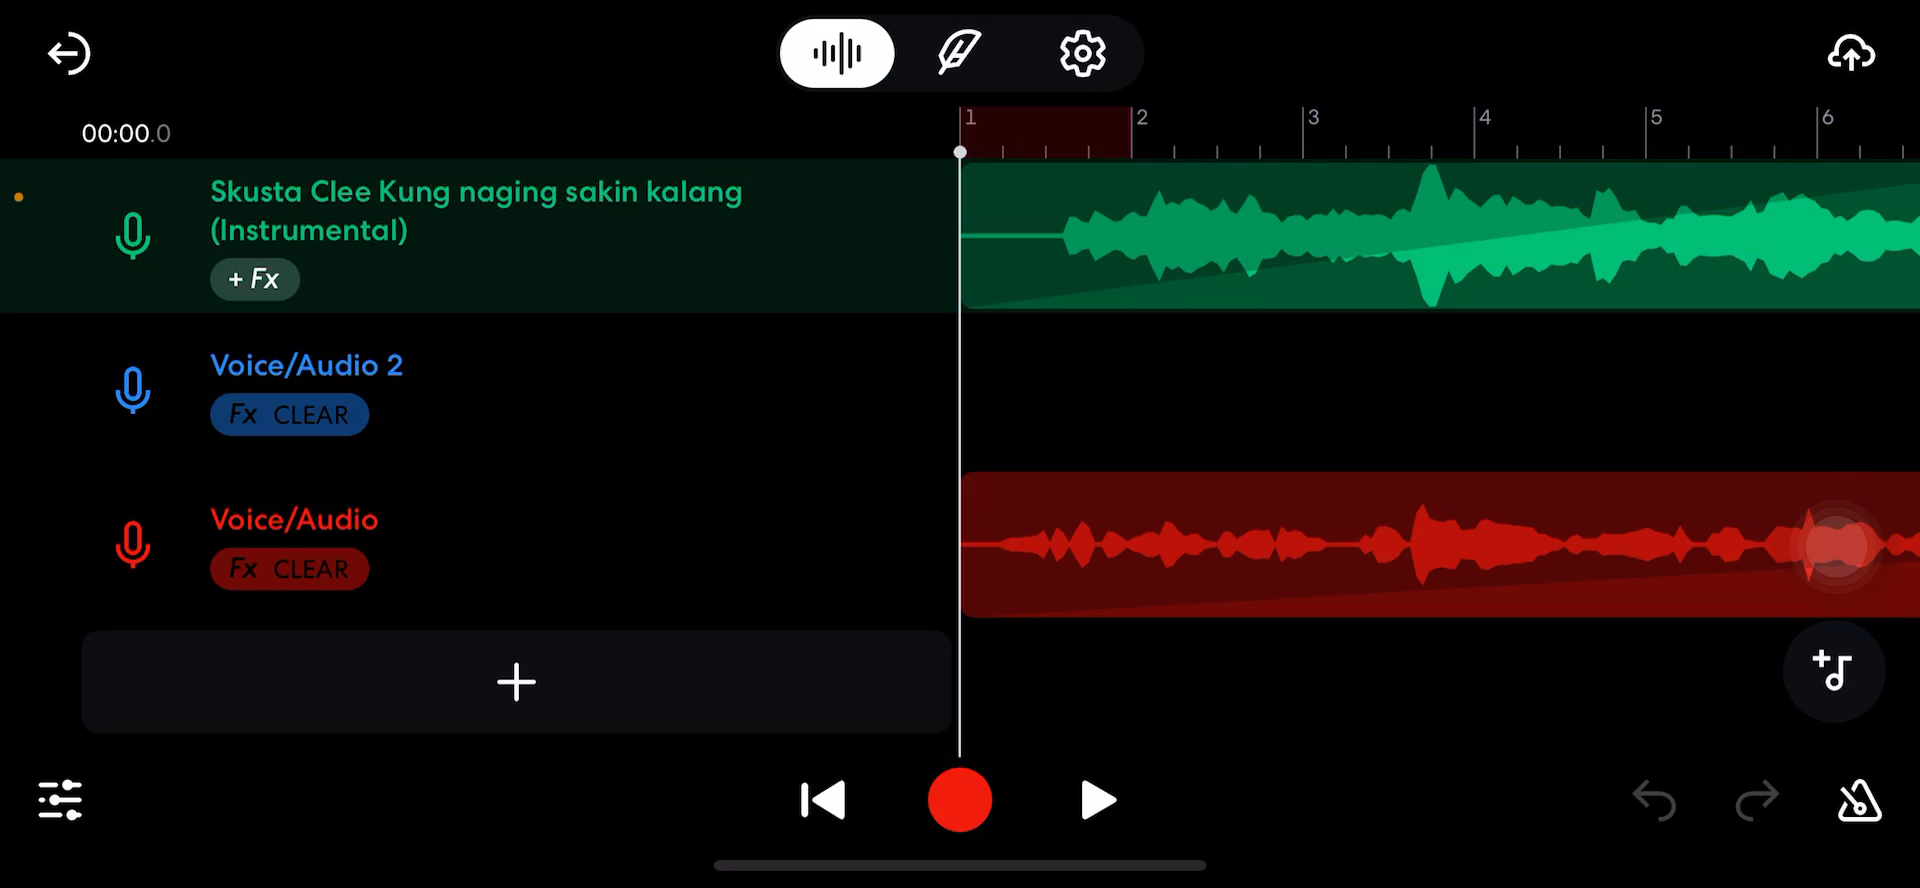 00:00.0
1 2 3 4 5 6
Skusta Clee Kung naging sakin kalang
(Instrumental)
+ Fx
Voice/Audio 2
Fx CLEAR
Voice/Audio
Fx CLEAR